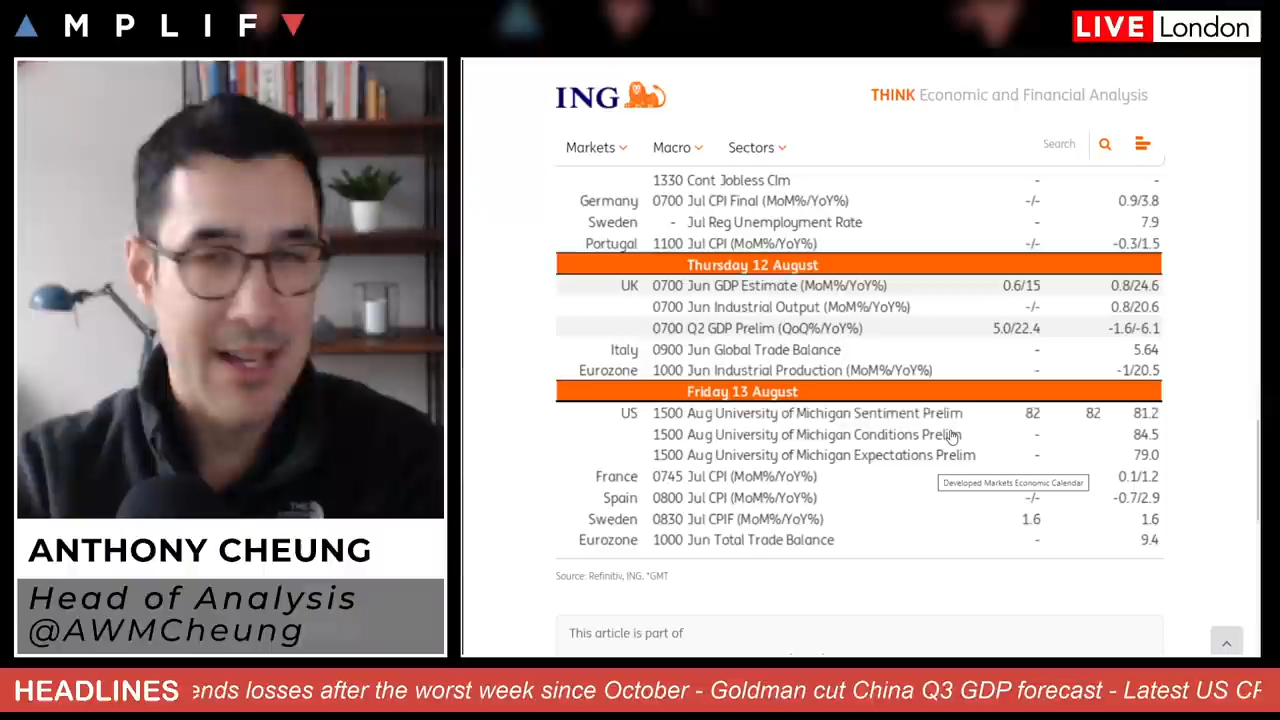 AMPLIFY
LIVE London
ING
THINK Economic and Financial Analysis
Markets Macro Sectors Search
1330 Cont Jobless Clm - -
Germany 0700 Jul CPI Final (MoM%/YoY%) -/- 0.9/3.8
Sweden - Jul Reg Unemployment Rate - 7.9
Portugal 1100 Jul CPI (MoM%/YoY%) -/- -0.3/1.5
Thursday 12 August
UK 0700 Jun GDP Estimate (MoM%/YoY%) 0.6/15 0.8/24.6
0700 Jun Industrial Output (MoM%/YoY%) -/- 0.8/20.6
0700 Q2 GDP Prelim (QoQ%/YoY%) 5.0/22.4 -1.6/-6.1
Italy 0900 Jun Global Trade Balance - 5.64
Eurozone 1000 Jun Industrial Production (MoM%/YoY%) - -1/20.5
Friday 13 August
US 1500 Aug University of Michigan Sentiment Prelim 82 82 81.2
1500 Aug University of Michigan Conditions Prelim - 84.5
1500 Aug University of Michigan Expectations Prelim - 79.0
France 0745 Jul CPI (MoM%/YoY%) 0.1/1.2
Developed Markets Economic Calendar
Spain 0800 Jul CPI (MoM%/YoY%) -/- -0.7/2.9
Sweden 0830 Jul CPIF (MoM%/YoY%) 1.6 1.6
Eurozone 1000 Jun Total Trade Balance - 9.4
Source: Refinitiv, ING, *GMT
This article is part of
ANTHONY CHEUNG
Head of Analysis
@AWMCheung
HEADLINES ends losses after the worst week since October - Goldman cut China Q3 GDP forecast - Latest US CP